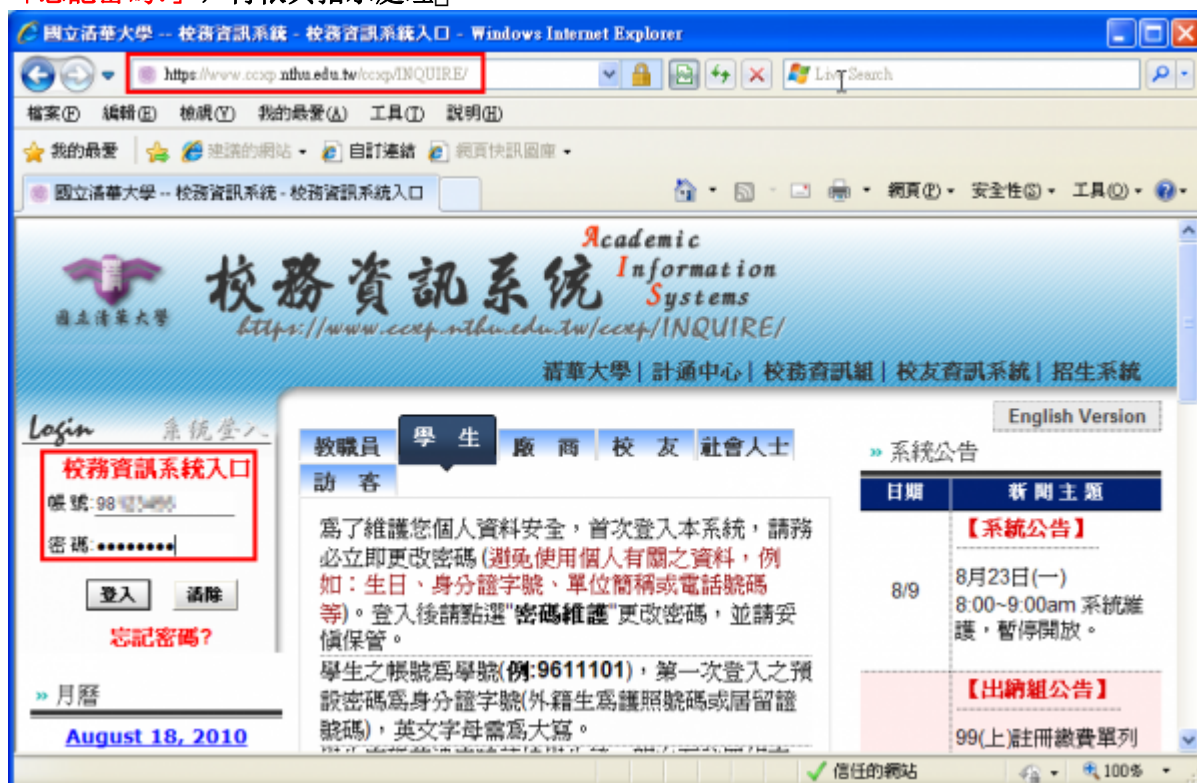 「忘記密碼?」，再依其指示處理
國立清華大學 -- 校務資訊系統 - 校務資訊系統入口 - Windows Internet Explorer
https://www.ccxp.nthu.edu.tw/ccxp/INQUIRE/
Live Search
檔案(F) 編輯(E) 檢視(V) 我的最愛(A) 工具(T) 說明(H)
我的最愛 建議的網站 自訂連結 網頁快訊圖庫
國立清華大學 -- 校務資訊系統 - 校務資訊系統入口
網頁(P) 安全性(S) 工具(O)
校務資訊系統
Academic
Information
Systems
國立清華大學
https://www.ccxp.nthu.edu.tw/ccxp/INQUIRE/
清華大學 | 計通中心 | 校務資訊組 | 校友資訊系統 | 招生系統
Login 系統登入
校務資訊系統入口
帳號: 98
密碼:
登入 清除
忘記密碼?
» 月曆
August 18, 2010
教職員 學 生 廠 商 校 友 社會人士
訪 客
為了維護您個人資料安全，首次登入本系統，請務
必立即更改密碼(避免使用個人有關之資料，例
如：生日、身分證字號、單位簡稱或電話號碼
等)。登入後請點選"密碼維護"更改密碼，並請妥
慎保管。
學生之帳號為學號(例:9611101)，第一次登入之預
設密碼為身分證字號(外籍生為護照號碼或居留證
號碼)，英文字母需為大寫。
English Version
» 系統公告
日期 新聞主題
【系統公告】
8/9
8月23日(一)
8:00~9:00am 系統維
護，暫停開放。
【出納組公告】
99(上)註冊繳費單列
信任的網站
100%